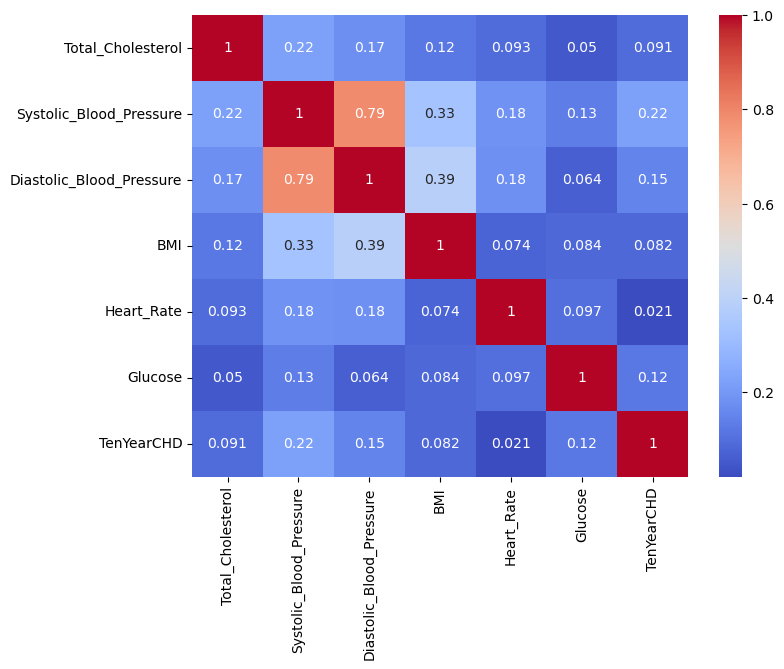 Total_Cholesterol 1 0.22 0.17 0.12 0.093 0.05 0.091
Systolic_Blood_Pressure 0.22 1 0.79 0.33 0.18 0.13 0.22
Diastolic_Blood_Pressure 0.17 0.79 1 0.39 0.18 0.064 0.15
BMI 0.12 0.33 0.39 1 0.074 0.084 0.082
Heart_Rate 0.093 0.18 0.18 0.074 1 0.097 0.021
Glucose 0.05 0.13 0.064 0.084 0.097 1 0.12
TenYearCHD 0.091 0.22 0.15 0.082 0.021 0.12 1
Total_Cholesterol
Systolic_Blood_Pressure
Diastolic_Blood_Pressure
BMI
Heart_Rate
Glucose
TenYearCHD
1.0
0.8
0.6
0.4
0.2